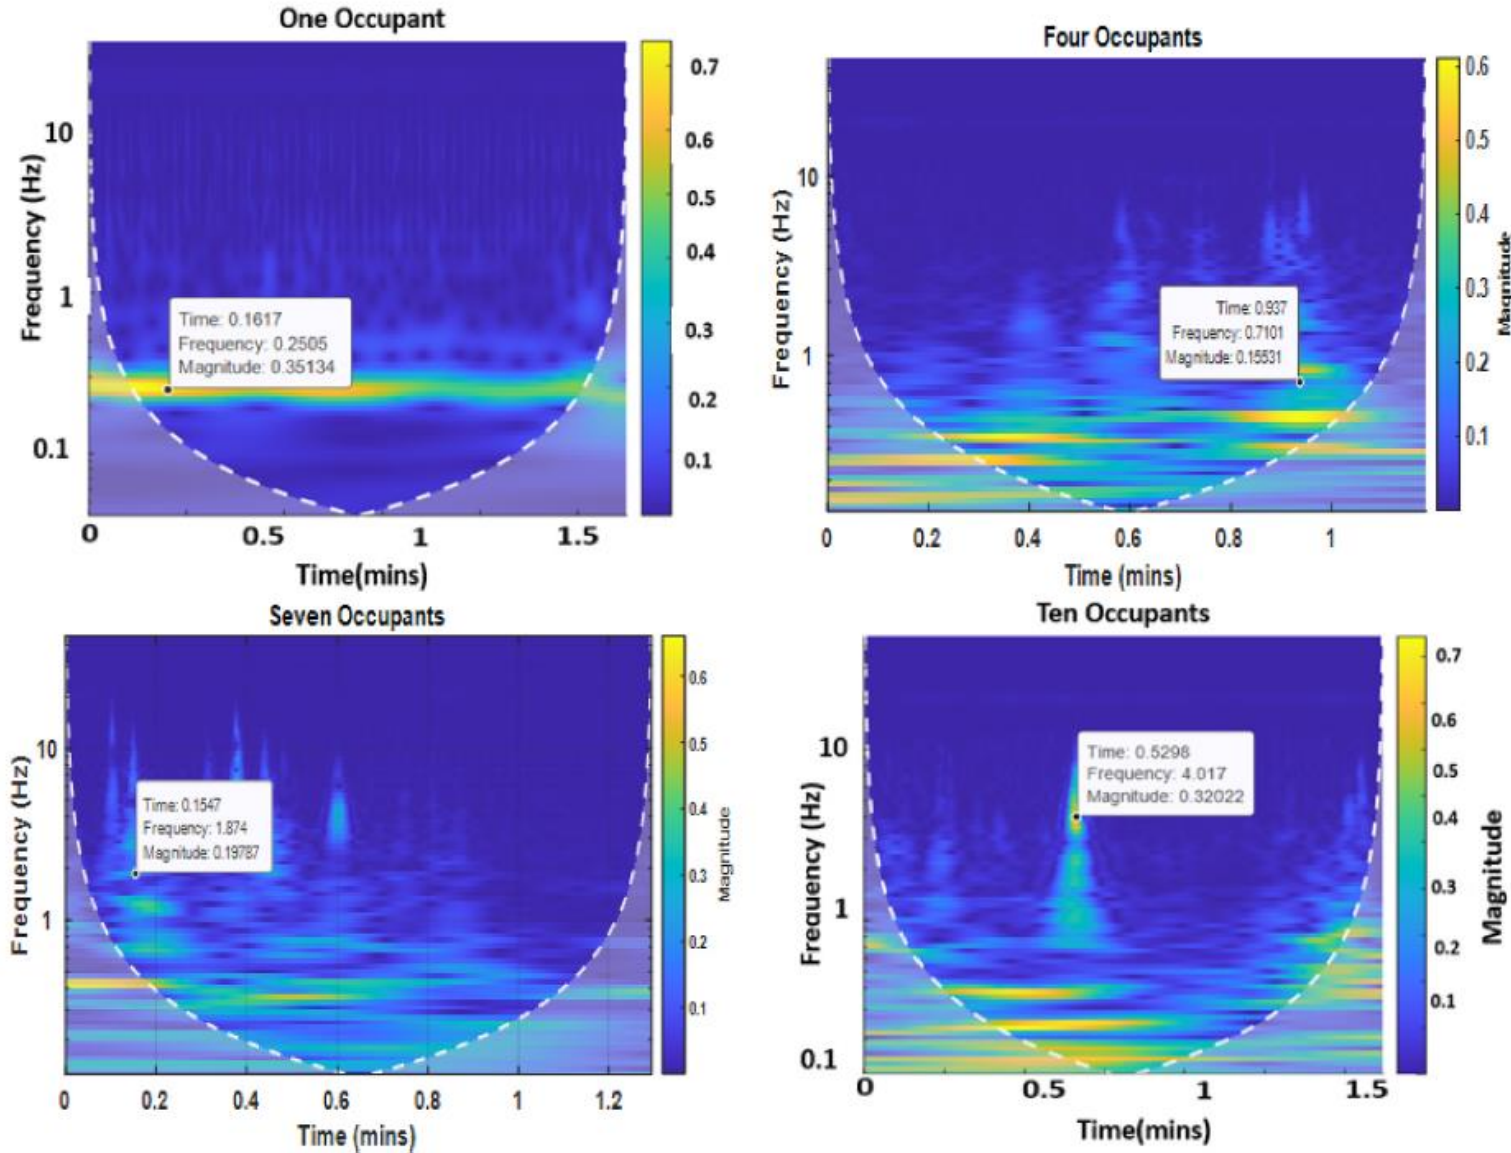 One Occupant
Frequency (Hz)
10
1
0.1
Time: 0.1617
Frequency: 0.2505
Magnitude: 0.35134
0
0.5
1
1.5
Time(mins)
0.7
0.6
0.5
0.4
0.3
0.2
0.1
Four Occupants
Frequency (Hz)
10
1
Time: 0.937
Frequency: 0.7101
Magnitude: 0.15531
0
0.2
0.4
0.6
0.8
1
Time (mins)
0.6
0.5
0.4
0.3
0.2
0.1
Magnitude
Seven Occupants
Frequency (Hz)
10
1
Time: 0.1547
Frequency: 1.874
Magnitude: 0.19787
0
0.2
0.4
0.6
0.8
1
1.2
Time (mins)
0.6
0.5
0.4
0.3
0.2
0.1
Magnitude
Ten Occupants
Frequency (Hz)
10
1
0.1
Time: 0.5298
Frequency: 4.017
Magnitude: 0.32022
0
0.5
1
1.5
Time(mins)
0.7
0.6
0.5
0.4
0.3
0.2
0.1
Magnitude